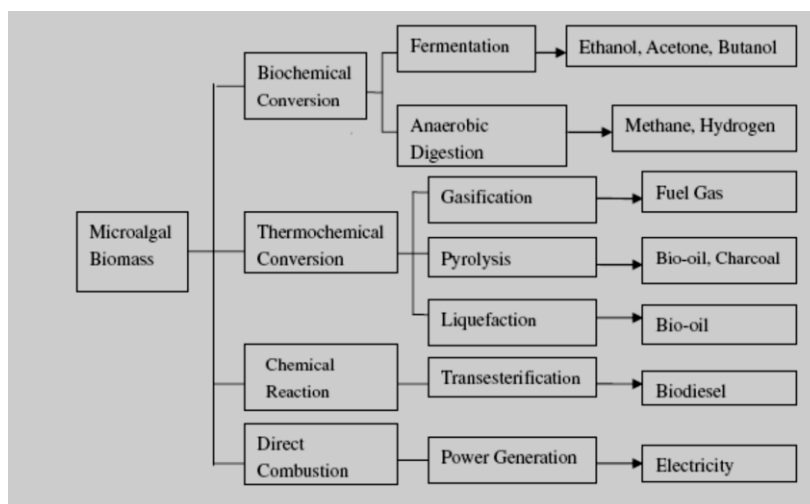 Fermentation
Ethanol, Acetone, Butanol
Biochemical
Conversion
Anaerobic
Digestion
Methane, Hydrogen
Gasification
Fuel Gas
Microalgal
Biomass
Thermochemical
Conversion
Pyrolysis
Bio-oil, Charcoal
Liquefaction
Bio-oil
Chemical
Reaction
Transesterification
Biodiesel
Direct
Combustion
Power Generation
Electricity